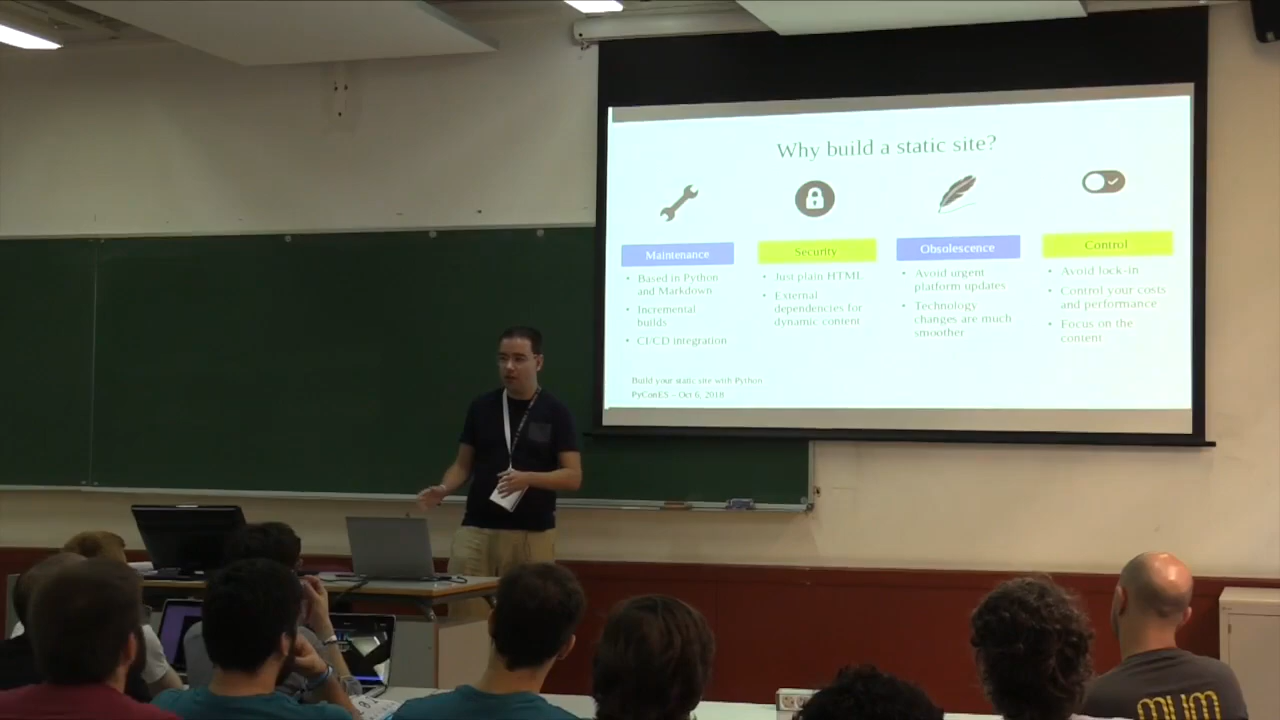 Why build a static site?
Maintenance
• Based in Python
and Markdown
• Incremental
builds
• CI/CD integration
Security
• Just plain HTML
• External
dependencies for
dynamic content
Obsolescence
• Avoid urgent
platform updates
• Technology
changes are much
smoother
Control
• Avoid lock-in
• Control your costs
and performance
• Focus on the
content
Build your static site with Python
PyConES – Oct 6, 2018
mum